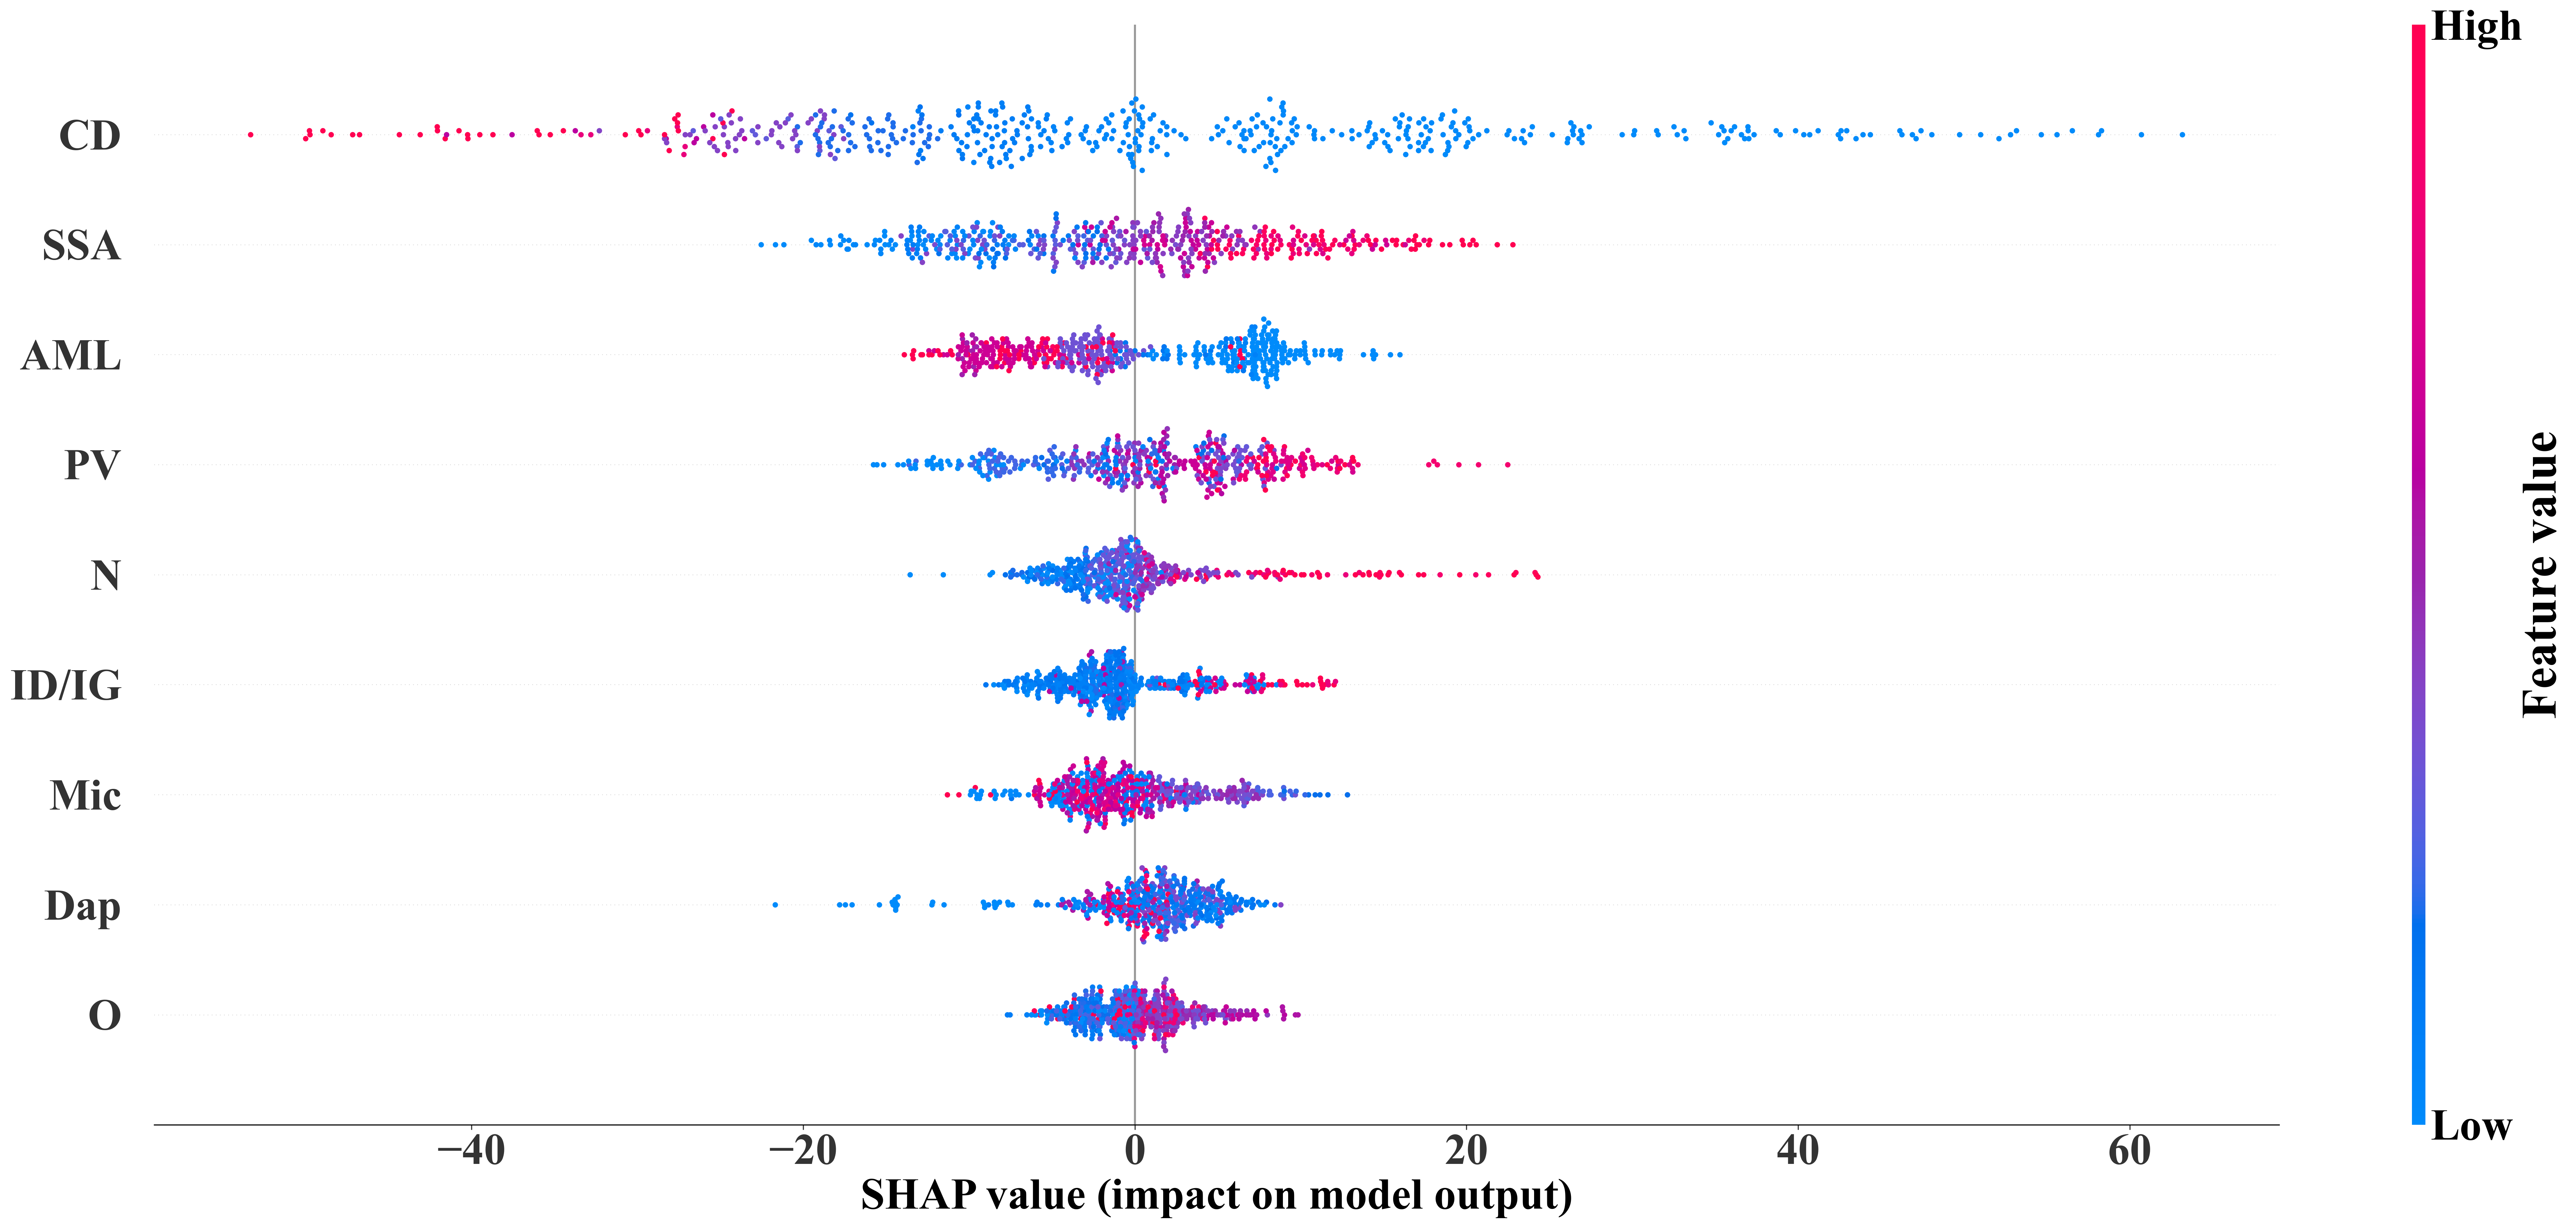 High
CD
SSA
AML
PV
N
ID/IG
Mic
Dap
O
Feature value
Low
−40 −20 0 20 40 60
SHAP value (impact on model output)